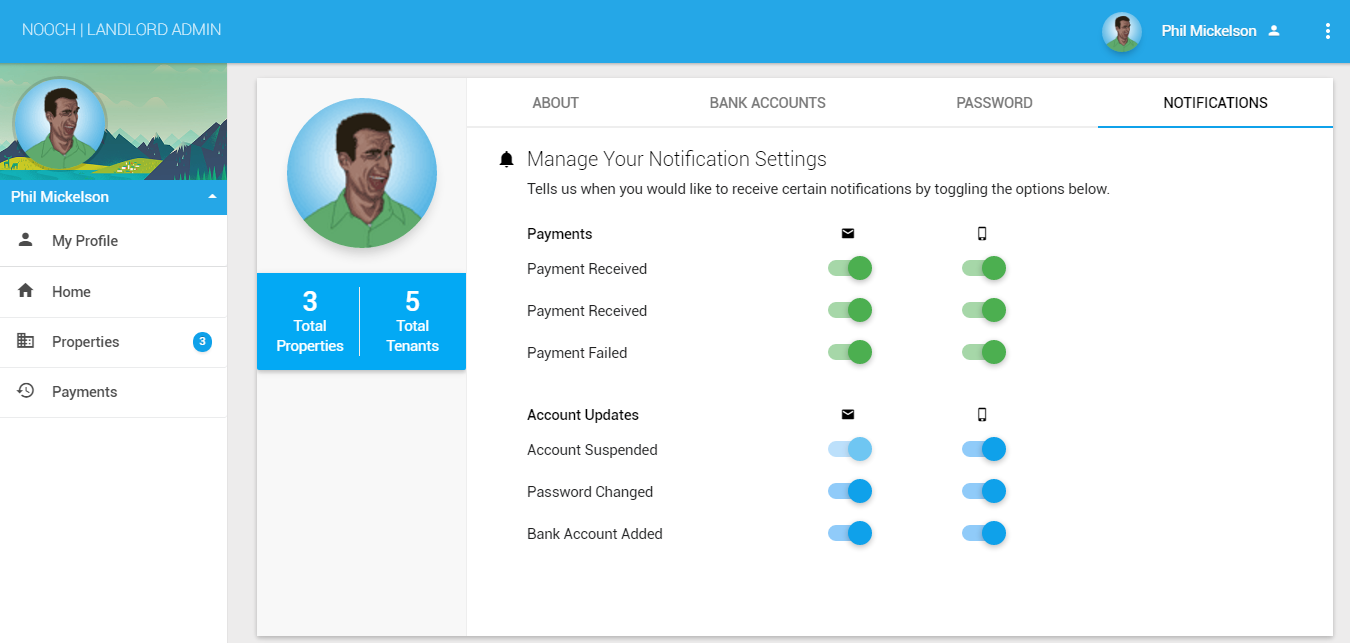 NOOCH | LANDLORD ADMIN
Phil Mickelson
Phil Mickelson
My Profile
Home
Properties 3
Payments
3
Total
Properties
5
Total
Tenants
ABOUT BANK ACCOUNTS PASSWORD NOTIFICATIONS
Manage Your Notification Settings
Tells us when you would like to receive certain notifications by toggling the options below.
Payments
Payment Received
Payment Received
Payment Failed
Account Updates
Account Suspended
Password Changed
Bank Account Added